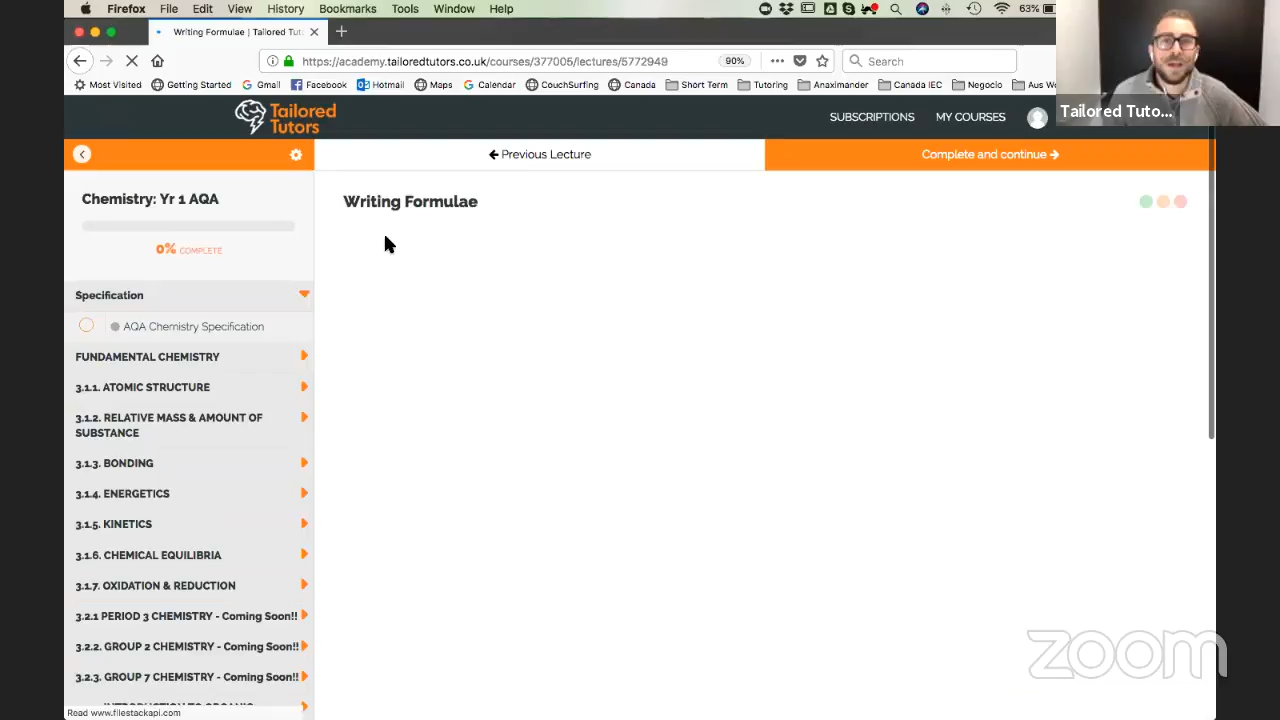 Firefox File Edit View History Bookmarks Tools Window Help 63%
Writing Formulae | Tailored Tut
https://academy.tailoredtutors.co.uk/courses/377005/lectures/5772949 90% Search
Most Visited Getting Started Gmail Facebook Hotmail Maps Calendar CouchSurfing Canada Short Term Tutoring Anaximander Canada IEC Negocio Aus We
Tailored Tuto...
Tailored Tutors
SUBSCRIPTIONS MY COURSES
Previous Lecture
Complete and continue
Chemistry: Yr 1 AQA
0% COMPLETE
Writing Formulae
Specification
AQA Chemistry Specification
FUNDAMENTAL CHEMISTRY
3.1.1. ATOMIC STRUCTURE
3.1.2. RELATIVE MASS & AMOUNT OF
SUBSTANCE
3.1.3. BONDING
3.1.4. ENERGETICS
3.1.5. KINETICS
3.1.6. CHEMICAL EQUILIBRIA
3.1.7. OXIDATION & REDUCTION
3.2.1 PERIOD 3 CHEMISTRY - Coming Soon!!
3.2.2. GROUP 2 CHEMISTRY - Coming Soon!!
3.2.3. GROUP 7 CHEMISTRY - Coming Soon!!
Read www.filestackapi.com
zoom